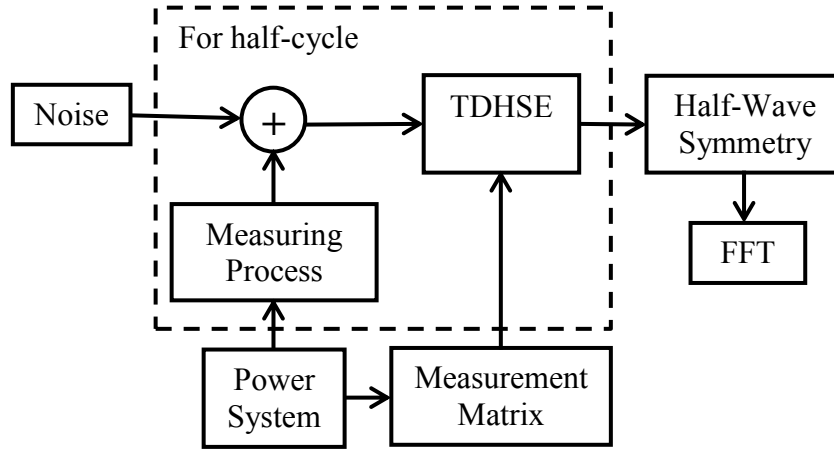 For half-cycle
Noise
+
TDHSE
Half-Wave
Symmetry
Measuring
Process
FFT
Power
System
Measurement
Matrix